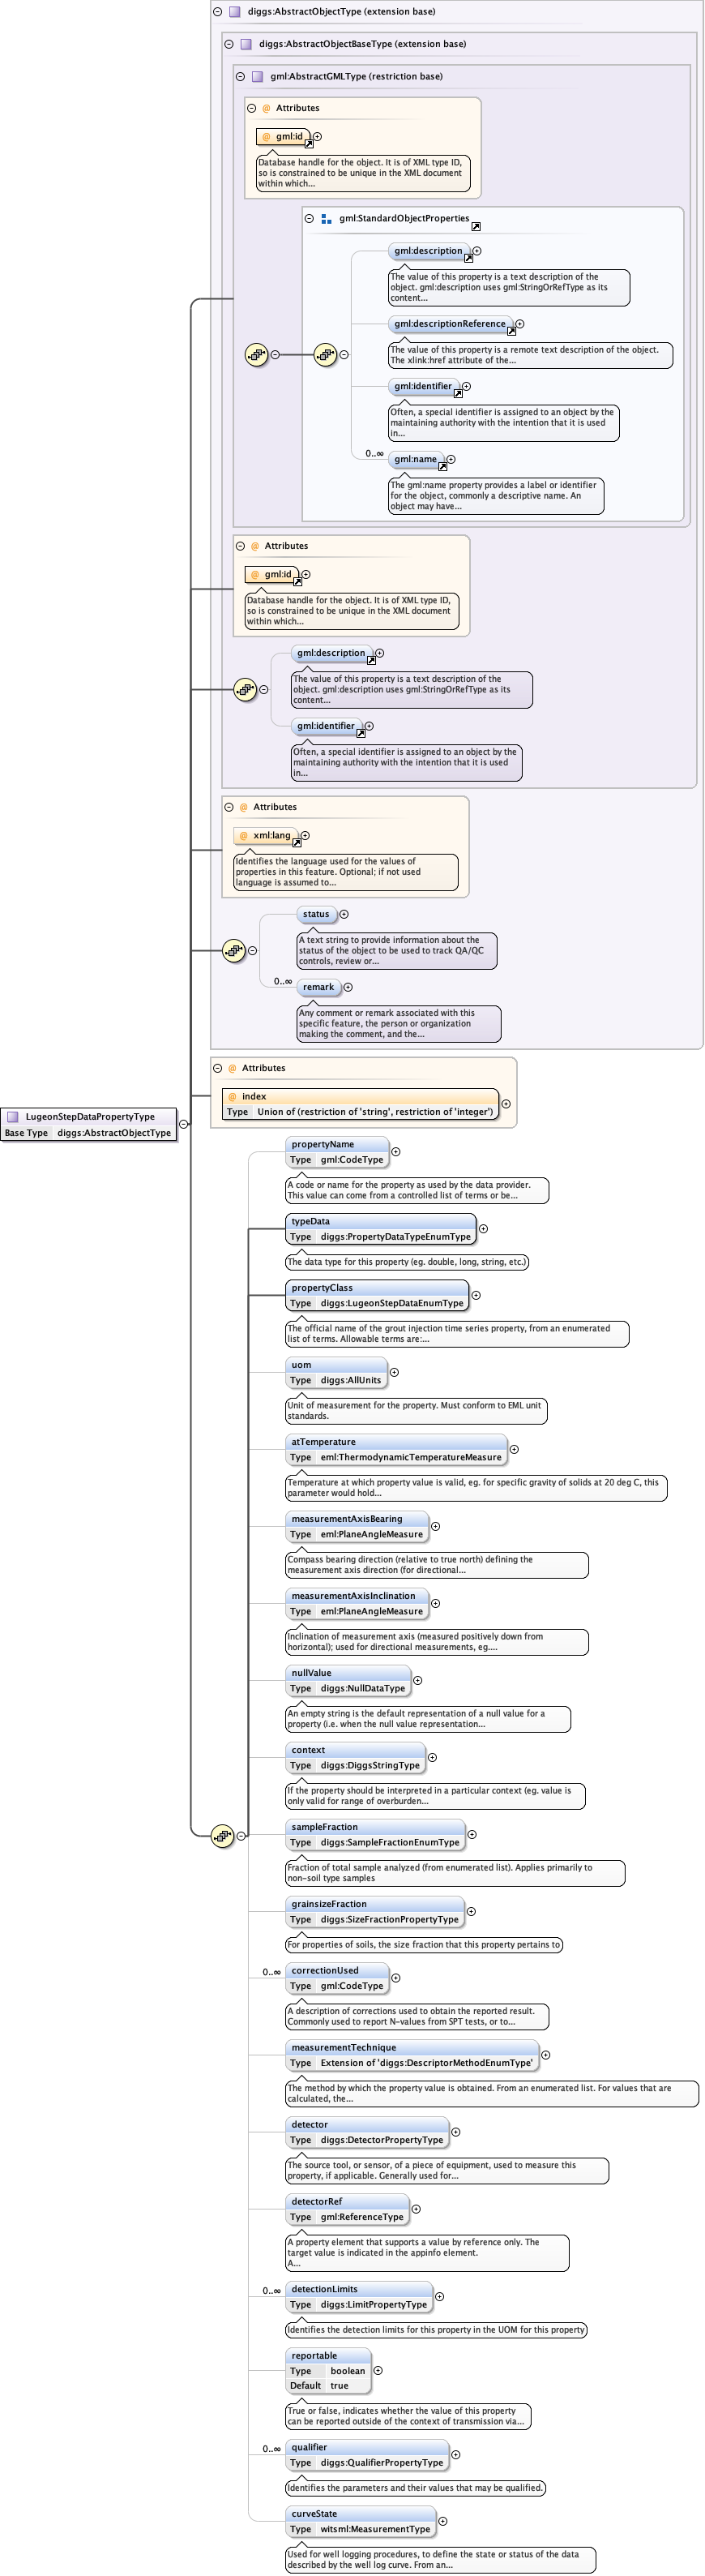 diggs:AbstractObjectType (extension base)
diggs:AbstractObjectBaseType (extension base)
gml:AbstractGMLType (restriction base)
@ Attributes
@ gml:id
Database handle for the object. It is of XML type ID,
so is constrained to be unique in the XML document
within which...
gml:StandardObjectProperties
gml:description
The value of this property is a text description of the
object. gml:description uses gml:StringOrRefType as its
content...
gml:descriptionReference
The value of this property is a remote text description of the object.
The xlink:href attribute of the...
gml:identifier
Often, a special identifier is assigned to an object by the
maintaining authority with the intention that it is used
in...
0..∞
gml:name
The gml:name property provides a label or identifier
for the object, commonly a descriptive name. An
object may have...
@ Attributes
@ gml:id
Database handle for the object. It is of XML type ID,
so is constrained to be unique in the XML document
within which...
gml:description
The value of this property is a text description of the
object. gml:description uses gml:StringOrRefType as its
content...
gml:identifier
Often, a special identifier is assigned to an object by the
maintaining authority with the intention that it is used
in...
@ Attributes
@ xml:lang
Identifies the language used for the values of
properties in this feature. Optional; if not used
language is assumed to...
status
A text string to provide information about the
status of the object to be used to track QA/QC
controls, review or...
0..∞
remark
Any comment or remark associated with this
specific feature, the person or organization
making the comment, and the...
@ Attributes
@ index
Type Union of (restriction of 'string', restriction of 'integer')
LugeonStepDataPropertyType
Base Type diggs:AbstractObjectType
propertyName
Type gml:CodeType
A code or name for the property as used by the data provider.
This value can come from a controlled list of terms or be...
typeData
Type diggs:PropertyDataTypeEnumType
The data type for this property (eg. double, long, string, etc.)
propertyClass
Type diggs:LugeonStepDataEnumType
The official name of the grout injection time series property, from an enumerated
list of terms. Allowable terms are:...
uom
Type diggs:AllUnits
Unit of measurement for the property. Must conform to EML unit
standards.
atTemperature
Type eml:ThermodynamicTemperatureMeasure
Temperature at which property value is valid, eg. for specific gravity of solids at 20 deg C, this
parameter would hold...
measurementAxisBearing
Type eml:PlaneAngleMeasure
Compass bearing direction (relative to true north) defining the
measurement axis direction (for directional...
measurementAxisInclination
Type eml:PlaneAngleMeasure
Inclination of measurement axis (measured positively down from
horizontal); used for directional measurements, eg....
nullValue
Type diggs:NullDataType
An empty string is the default representation of a null value for a
property (i.e. when the null value representation...
context
Type diggs:DiggsStringType
If the property should be interpreted in a particular context (eg. value is
only valid for range of overburden...
sampleFraction
Type diggs:SampleFractionEnumType
Fraction of total sample analyzed (from enumerated list). Applies primarily to
non-soil type samples
grainsizeFraction
Type diggs:SizeFractionPropertyType
For properties of soils, the size fraction that this property pertains to
0..∞
correctionUsed
Type gml:CodeType
A description of corrections used to obtain the reported result.
Commonly used to report N-values from SPT tests, or to...
measurementTechnique
Type Extension of 'diggs:DescriptorMethodEnumType'
The method by which the property value is obtained. From an enumerated list. For values that are
calculated, the...
detector
Type diggs:DetectorPropertyType
The source tool, or sensor, of a piece of equipment, used to measure this
property, if applicable. Generally used for...
detectorRef
Type gml:ReferenceType
A property element that supports a value by reference only. The
target value is indicated in the appinfo element.
A...
0..∞
detectionLimits
Type diggs:LimitPropertyType
Identifies the detection limits for this property in the UOM for this property
reportable
Type boolean
Default true
True or false, indicates whether the value of this property
can be reported outside of the context of transmission via...
0..∞
qualifier
Type diggs:QualifierPropertyType
Identifies the parameters and their values that may be qualified.
curveState
Type witsml:MeasurementType
Used for well logging procedures, to define the state or status of the data
described by the well log curve. From an...